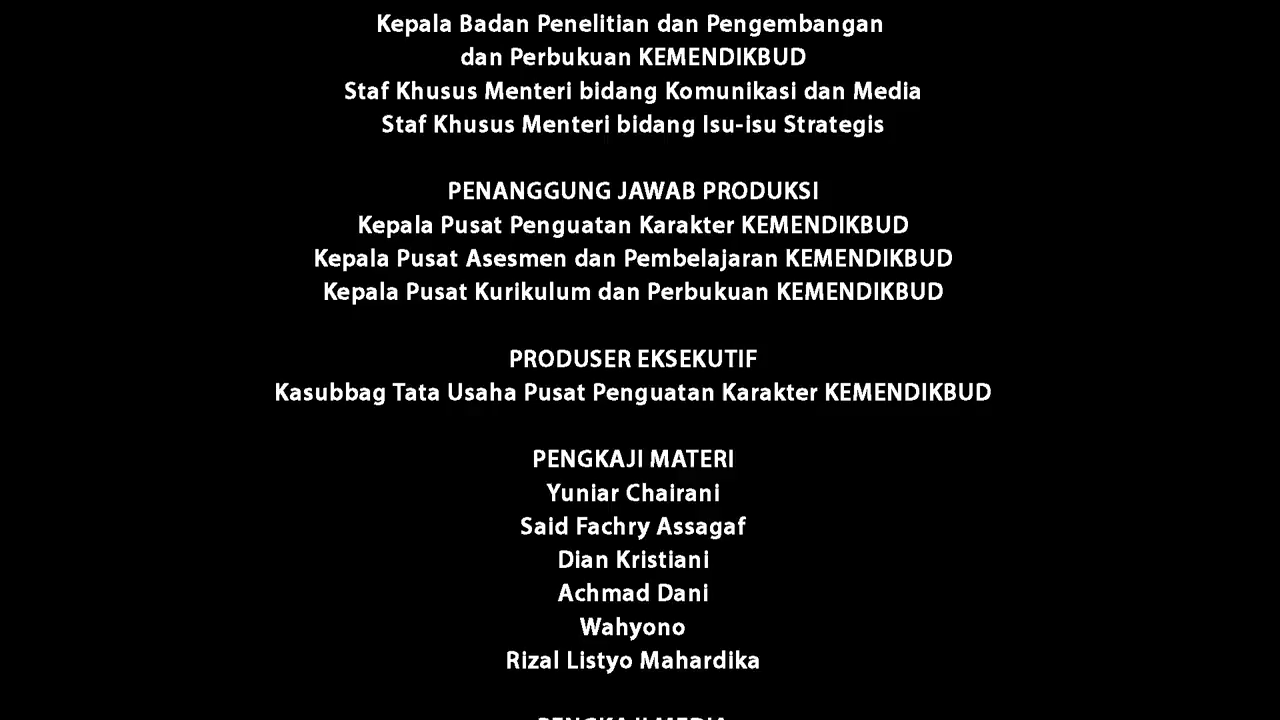 Kepala Badan Penelitian dan Pengembangan
dan Perbukuan KEMENDIKBUD
Staf Khusus Menteri bidang Komunikasi dan Media
Staf Khusus Menteri bidang Isu-isu Strategis
PENANGGUNG JAWAB PRODUKSI
Kepala Pusat Penguatan Karakter KEMENDIKBUD
Kepala Pusat Asesmen dan Pembelajaran KEMENDIKBUD
Kepala Pusat Kurikulum dan Perbukuan KEMENDIKBUD
PRODUSER EKSEKUTIF
Kasubbag Tata Usaha Pusat Penguatan Karakter KEMENDIKBUD
PENGKAJI MATERI
Yuniar Chairani
Said Fachry Assagaf
Dian Kristiani
Achmad Dani
Wahyono
Rizal Listyo Mahardika
PENGKAJI MEDIA